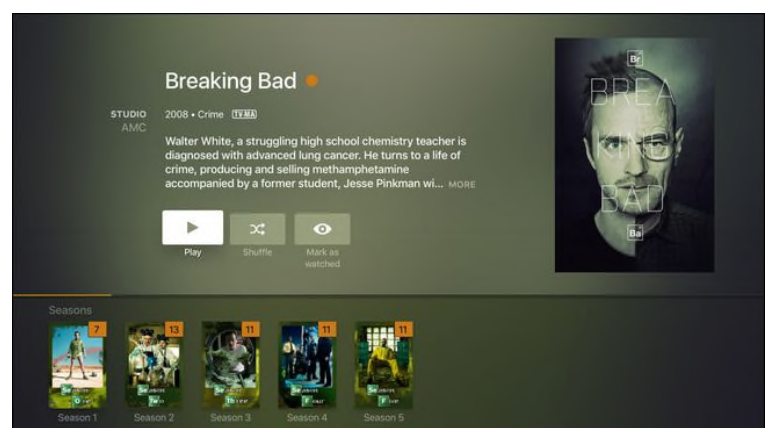 Breaking Bad
STUDIO
AMC
2008 • Crime TV-MA
Walter White, a struggling high school chemistry teacher is
diagnosed with advanced lung cancer. He turns to a life of
crime, producing and selling methamphetamine
accompanied by a former student, Jesse Pinkman wi... MORE
Play
Shuffle
Mark as
watched
Br
BREA
KING
BAD
Ba
Seasons
7
13
11
11
11
Season 1
Season 2
Season 3
Season 4
Season 5